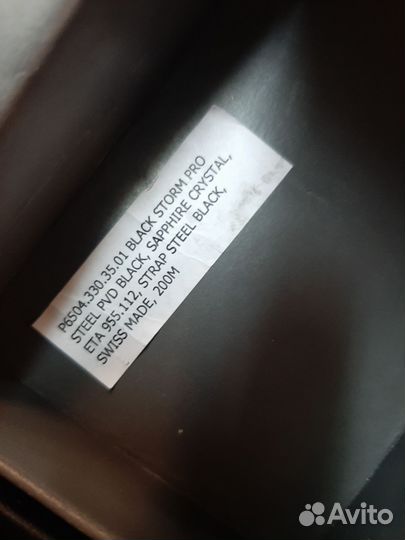 P6504.330.35.01 BLACK STORM PRO
STEEL PVD BLACK, SAPPHIRE CRYSTAL,
ETA 955.112, STRAP STEEL BLACK,
SWISS MADE, 200M
Avito